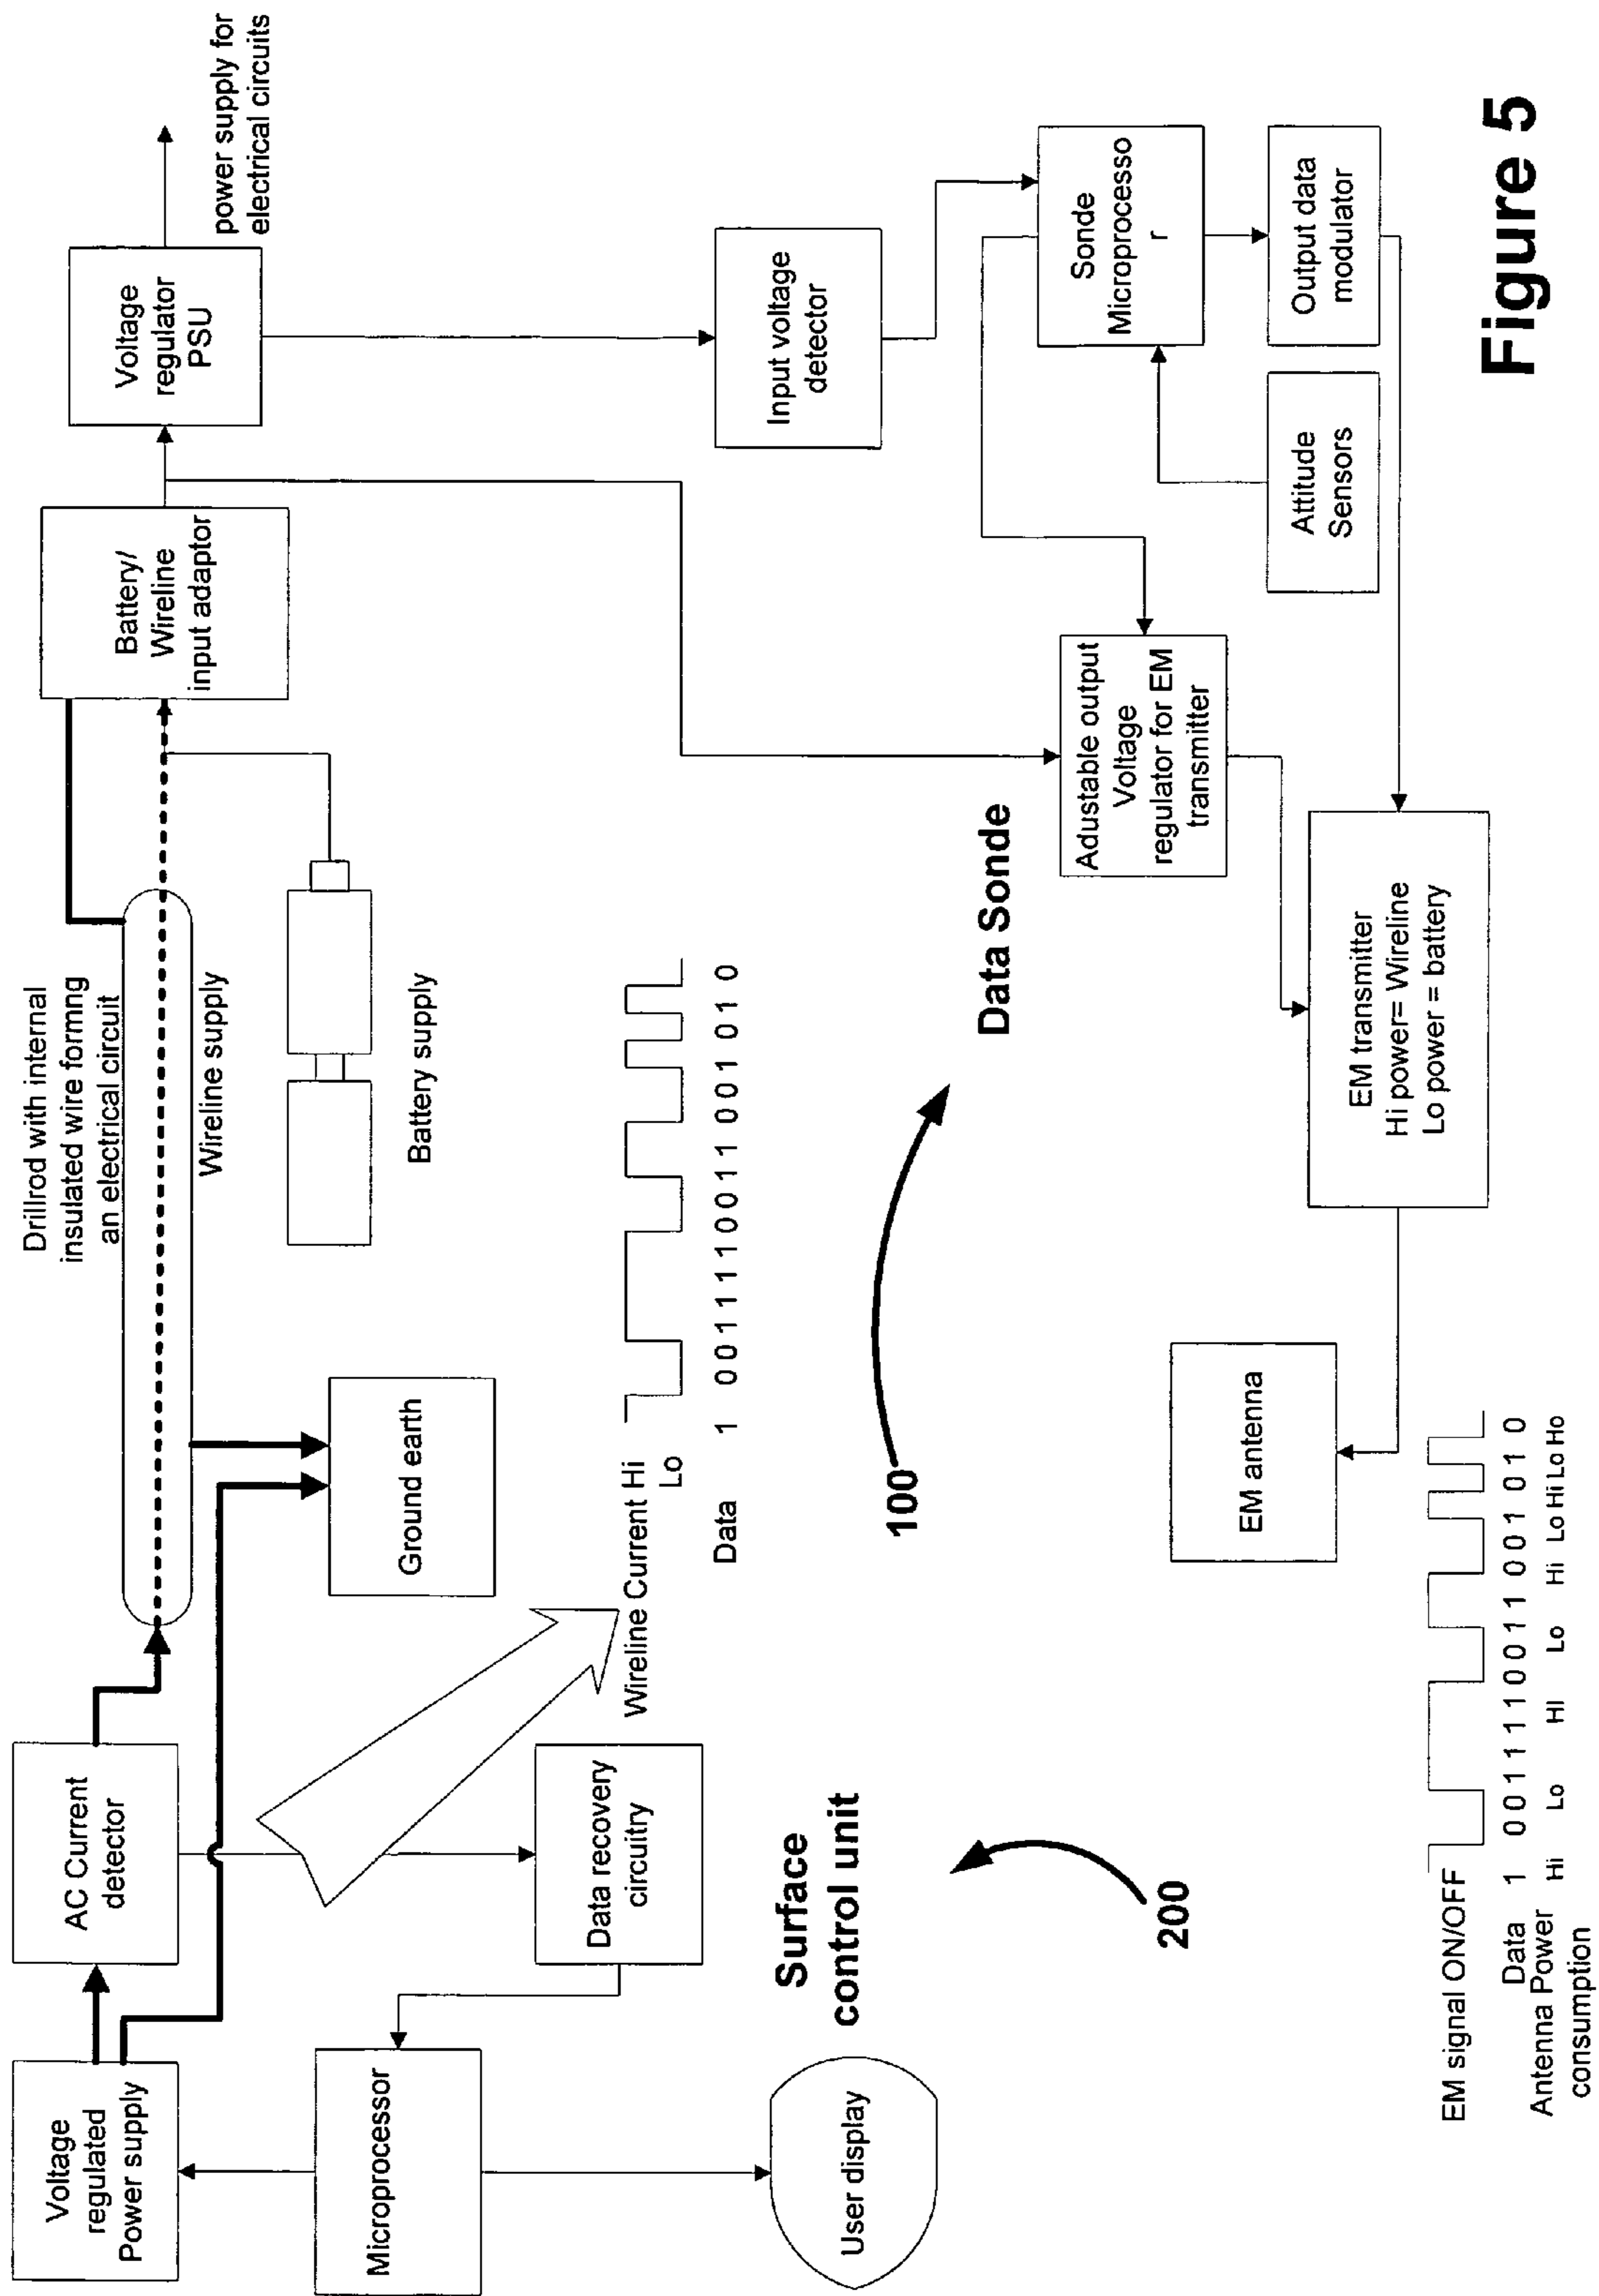 Voltage
regulated
Power supply
AC Current
detector
Drillrod with internal
insulated wire formng
an electrical circuit
Wireline supply
Battery supply
Battery/
Wireline
input adaptor
Voltage
regulator
PSU
power supply for
electrical circuits
Microprocessor
Data recovery
circuitry
Ground earth
Wireline Current Hi
Lo
Data 1 0 0 1 1 1 1 0 0 1 1 0 0 1 0 1 0
Input voltage
detector
User display
Surface
control unit
200
100
Data Sonde
Adustable output
Voltage
regulator for EM
transmitter
Sonde
Microprocesso
r
Attitude
Sensors
Output data
modulator
EM antenna
EM transmitter
Hi power= Wireline
Lo power = battery
EM signal ON/OFF
Data 1 0 0 1 1 1 1 0 0 1 1 0 0 1 0 1 0
Antenna Power Hi Lo HI Lo Hi Lo Hi Lo Ho
consumption
Figure 5